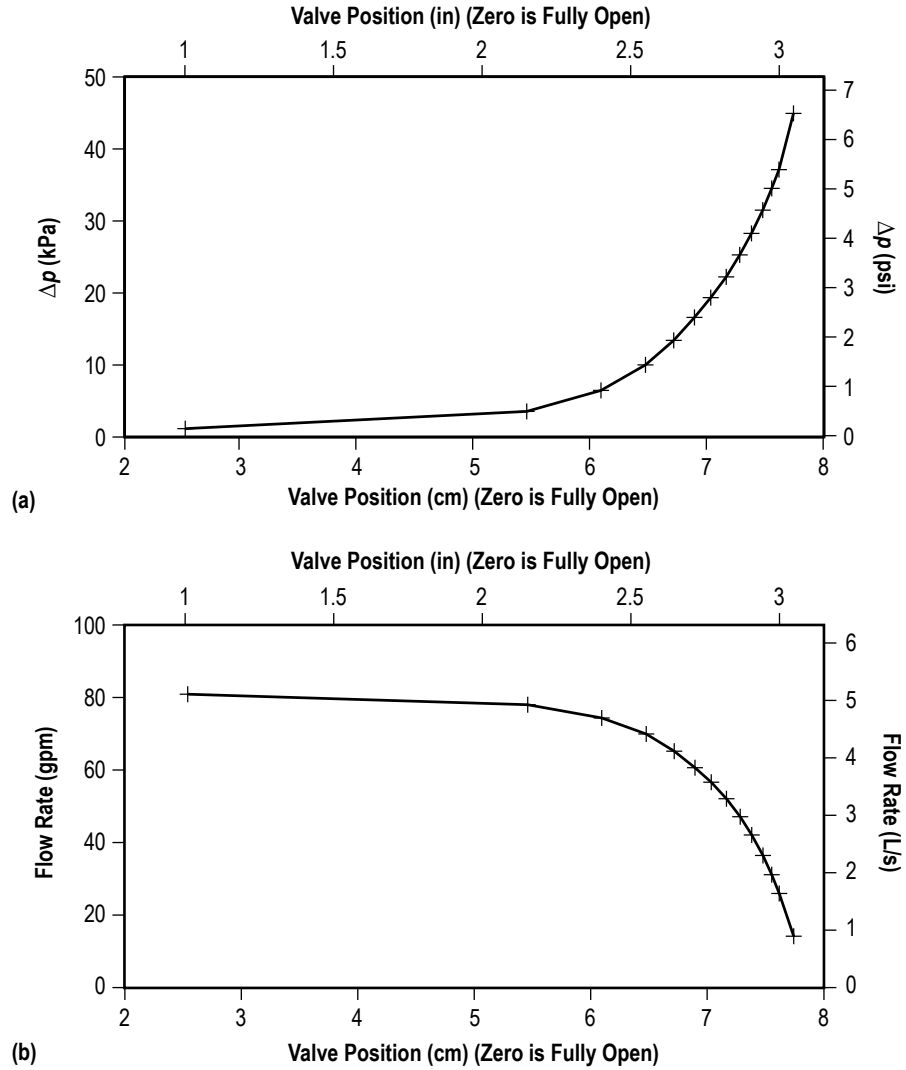 Valve Position (in) (Zero is Fully Open)
1 1.5 2 2.5 3
50
40
30
20
10
0
Δp (kPa)
7
6
5
4
3
2
1
0
Δp (psi)
2 3 4 5 6 7 8
(a)
Valve Position (cm) (Zero is Fully Open)
Valve Position (in) (Zero is Fully Open)
1 1.5 2 2.5 3
100
80
60
40
20
0
Flow Rate (gpm)
6
5
4
3
2
1
0
Flow Rate (L/s)
2 3 4 5 6 7 8
(b)
Valve Position (cm) (Zero is Fully Open)